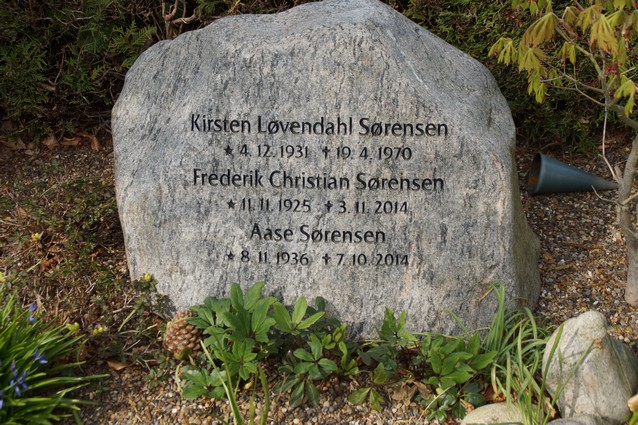 Kirsten Løvendahl Sørensen
★ 4. 12. 1931 ✝ 19. 4. 1970
Frederik Christian Sørensen
★ 11. 11. 1925 ✝ 3. 11. 2014
Aase Sørensen
★ 8. 11. 1936 ✝ 7. 10. 2014